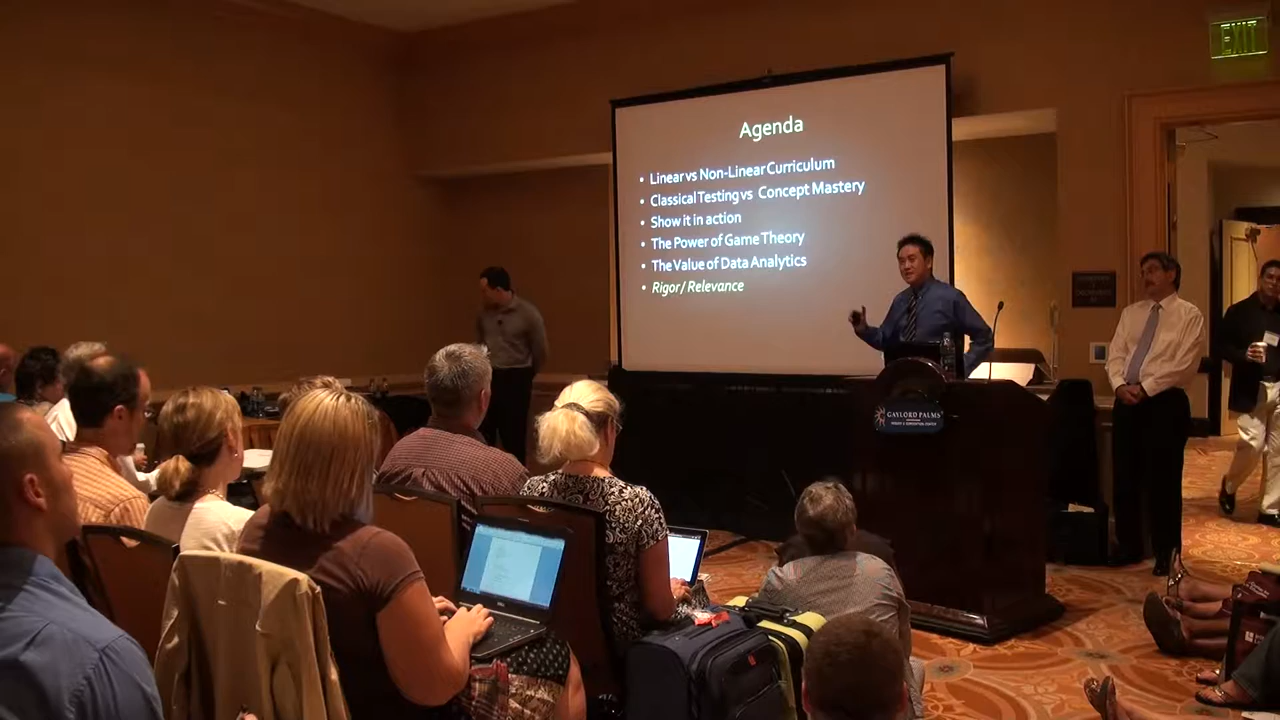 EXIT
Agenda
• Linear vs Non-Linear Curriculum
• Classical Testing vs Concept Mastery
• Show it in action
• The Power of Game Theory
• The Value of Data Analytics
• Rigor / Relevance
GAYLORD PALMS